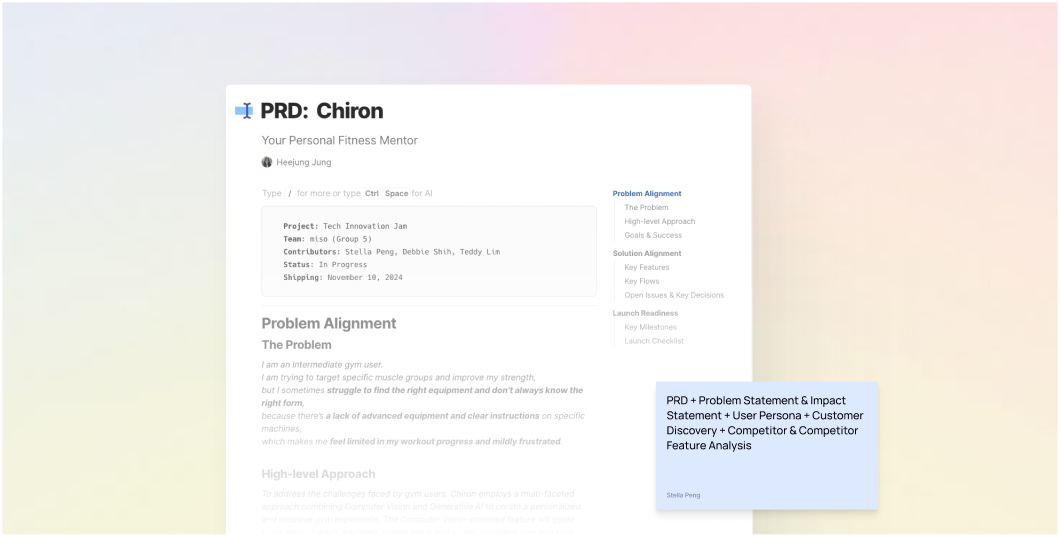 PRD: Chiron
Your Personal Fitness Mentor
Heejung Jung
Type / for more or type Ctrl Space for AI
Project: Tech Innovation Jam
Team: miso (Group 5)
Contributors: Stella Peng, Debbie Shih, Teddy Lim
Status: In Progress
Shipping: November 10, 2024
Problem Alignment
The Problem
High-level Approach
Goals & Success
Solution Alignment
Key Features
Key Flows
Open Issues & Key Decisions
Launch Readiness
Key Milestones
Launch Checklist
Problem Alignment
The Problem
I am an intermediate gym user.
I am trying to target specific muscle groups and improve my strength,
but I sometimes struggle to find the right equipment and don't always know the
right form,
because there's a lack of advanced equipment and clear instructions on specific
machines,
which makes me feel limited in my workout progress and mildly frustrated.
High-level Approach
To address the challenges faced by gym users, Chiron employs a multi-faceted
approach combining Computer Vision and Generative AI to create a personalized
and inclusive gym experience. The Computer Vision-powered feature will guide
PRD + Problem Statement & Impact
Statement + User Persona + Customer
Discovery + Competitor & Competitor
Feature Analysis
Stella Peng